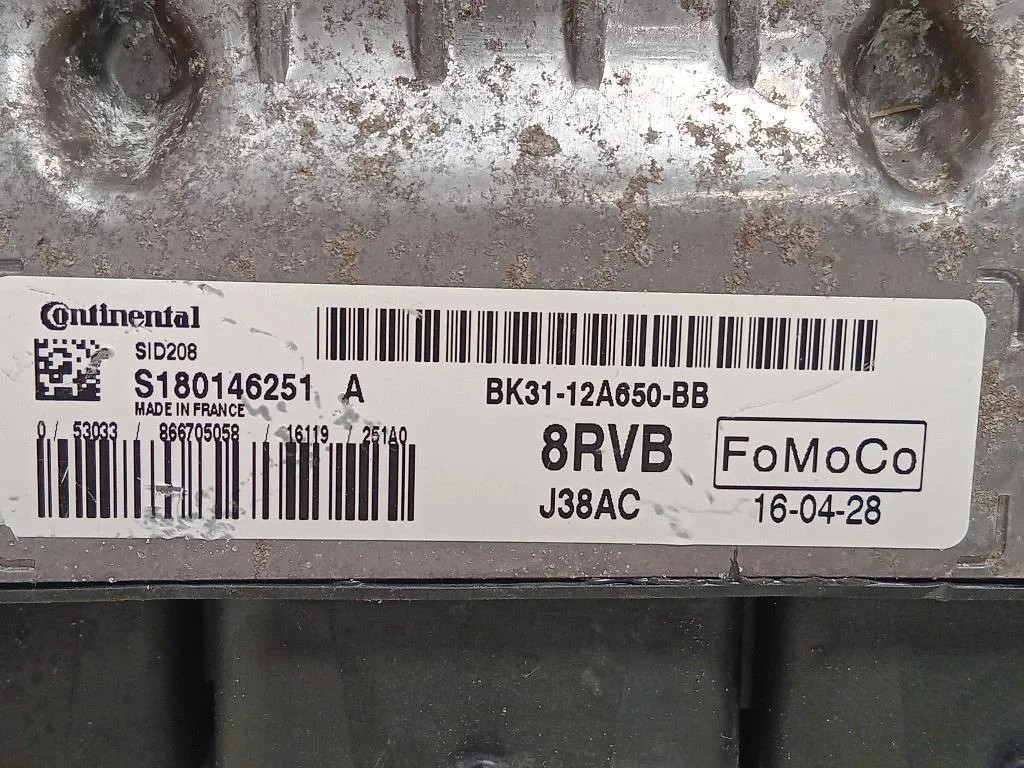 Continental
SID208
S180146251 A
MADE IN FRANCE
0 / 53033 / 866705058 / 16119 / 251A0
BK31-12A650-BB
8RVB
FoMoCo
J38AC
16-04-28